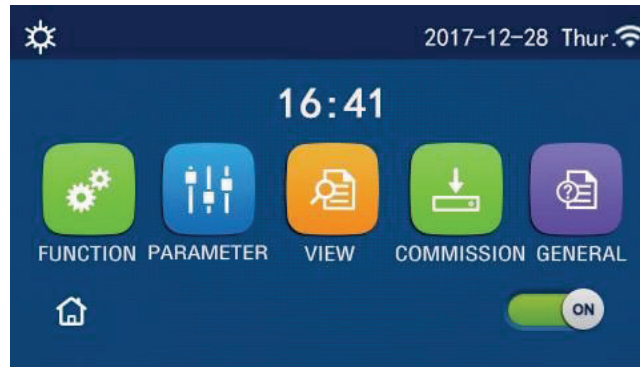 2017-12-28 Thur.
16:41
FUNCTION PARAMETER VIEW COMMISSION GENERAL
ON